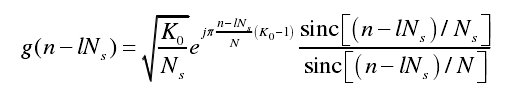 g(n − lN_s) = √(K_0/N_s) e^{jπ (n−lN_s)/N (K_0−1)} sinc[(n − lN_s) / N_s] / sinc[(n − lN_s) / N]